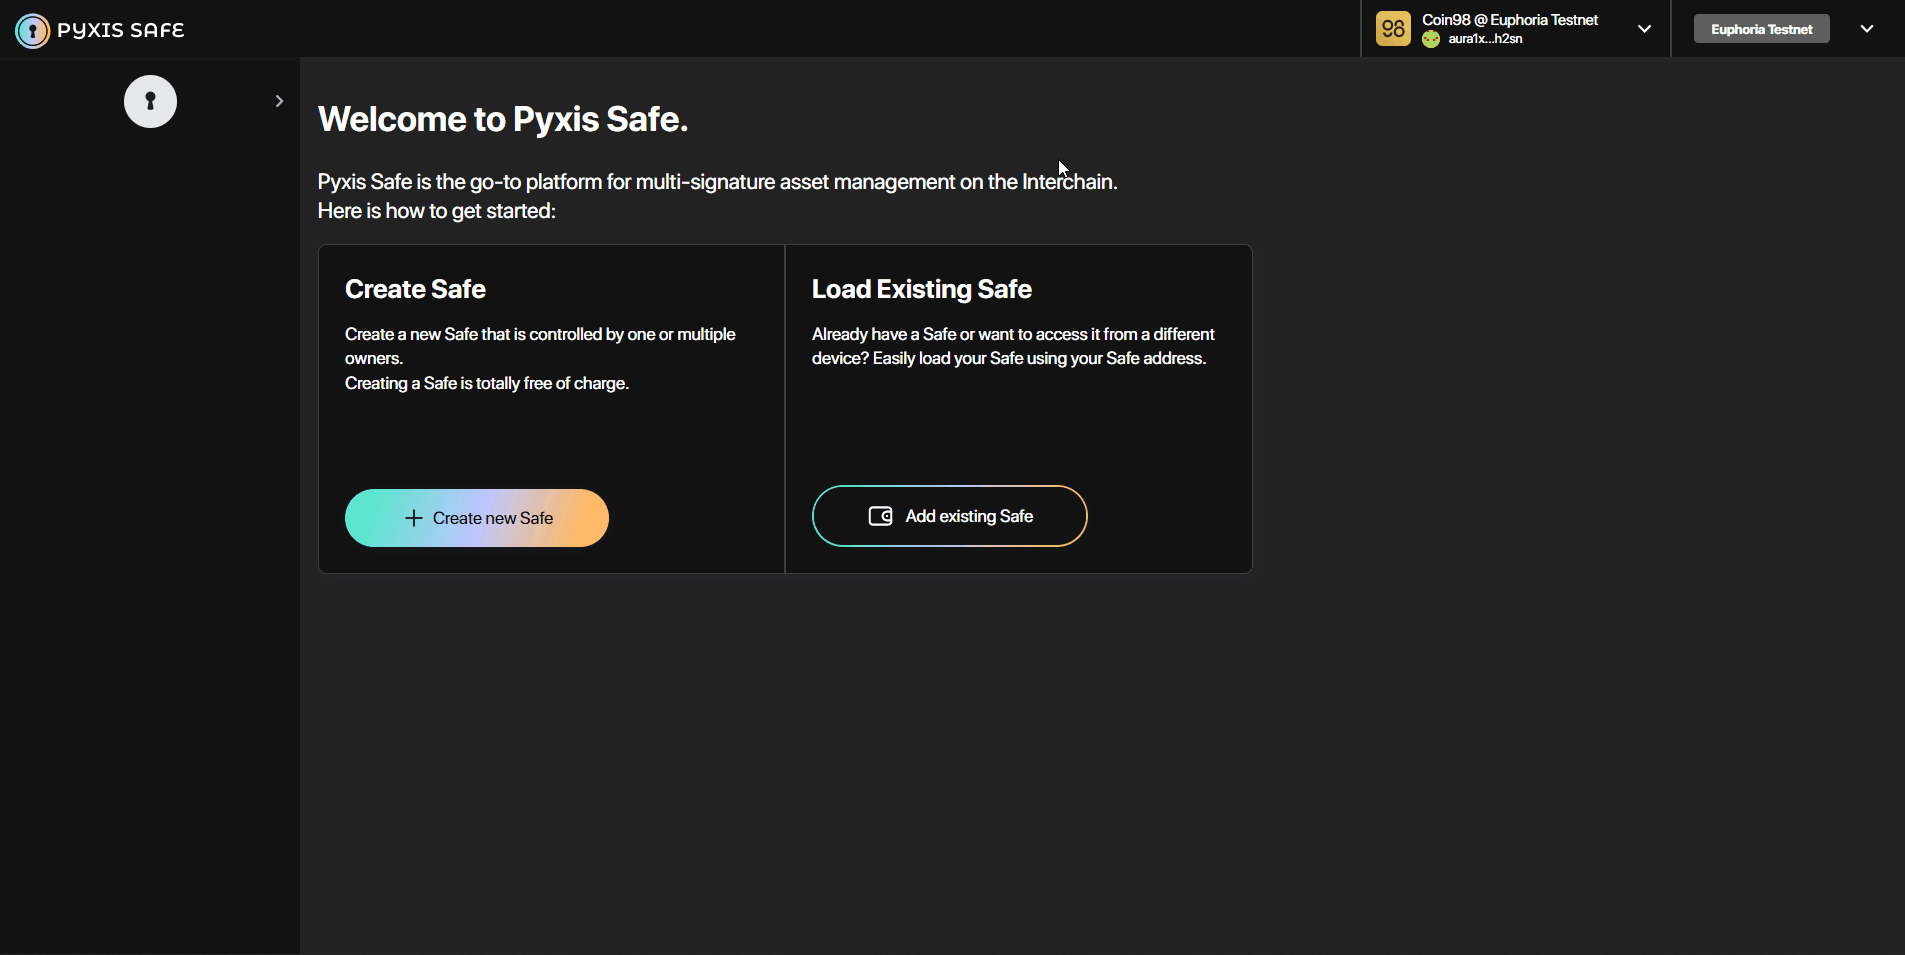 PYXIS SAFE
98
Coin98 @ Euphoria Testnet
aura1x...h2sn
Euphoria Testnet
Welcome to Pyxis Safe.
Pyxis Safe is the go-to platform for multi-signature asset management on the Interchain.
Here is how to get started:
Create Safe
Create a new Safe that is controlled by one or multiple
owners.
Creating a Safe is totally free of charge.
+ Create new Safe
Load Existing Safe
Already have a Safe or want to access it from a different
device? Easily load your Safe using your Safe address.
Add existing Safe